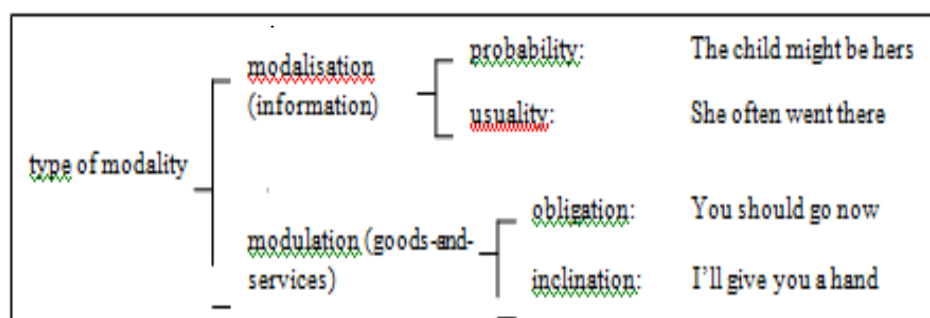 probability: The child might be hers
modalisation
(information)
usuality: She often went there
type of modality
obligation: You should go now
modulation (goods-and-
services)
inclination: I'll give you a hand